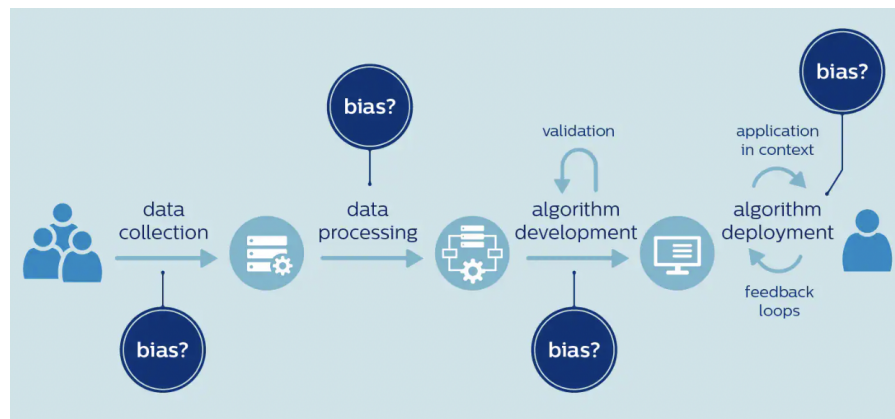 bias?
bias?
validation
application
in context
data
collection
data
processing
algorithm
development
algorithm
deployment
feedback
loops
bias?
bias?